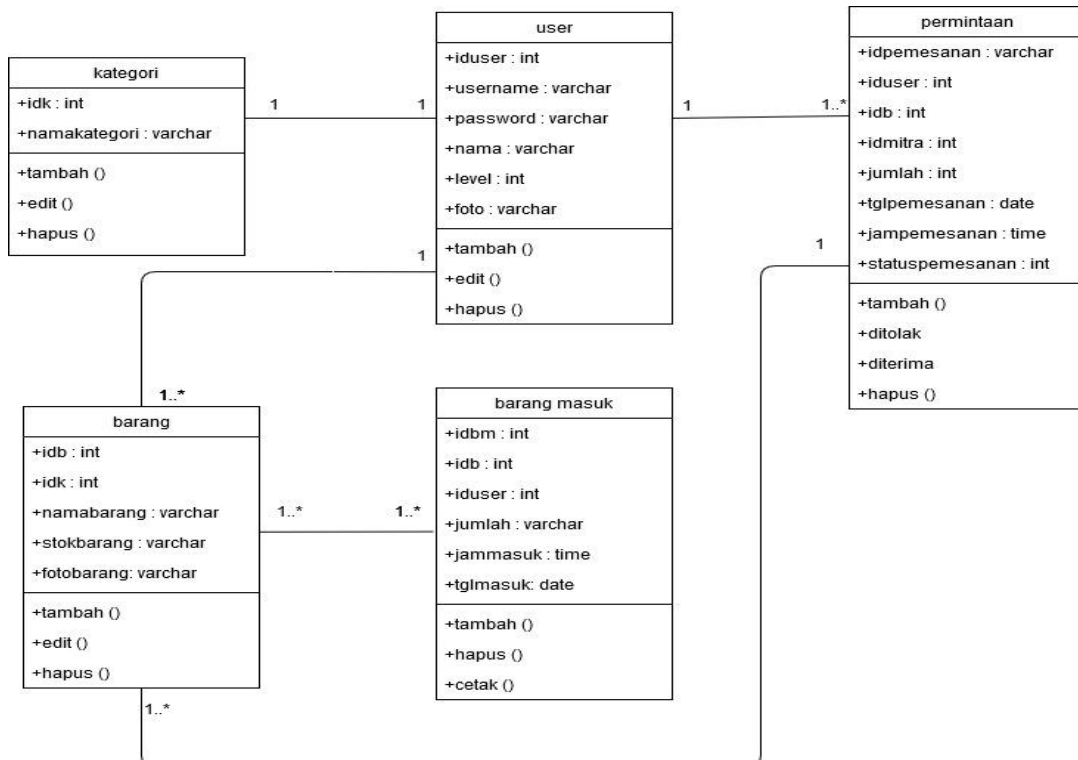 kategori
+idk : int
+namakategori : varchar
+tambah ()
+edit ()
+hapus ()
1
1
user
+iduser : int
+username : varchar
+password : varchar
+nama : varchar
+level : int
+foto : varchar
+tambah ()
+edit ()
+hapus ()
1
1..*
permintaan
+idpemesanan : varchar
+iduser : int
+idb : int
+idmitra : int
+jumlah : int
+tglpemesanan : date
+jampemesanan : time
+statuspemesanan : int
+tambah ()
+ditolak
+diterima
+hapus ()
1
1
1..*
barang
+idb : int
+idk : int
+namabarang : varchar
+stokbarang : varchar
+fotobarang: varchar
+tambah ()
+edit ()
+hapus ()
1..*
1..*
barang masuk
+idbm : int
+idb : int
+iduser : int
+jumlah : varchar
+jammasuk : time
+tglmasuk: date
+tambah ()
+hapus ()
+cetak ()
1..*